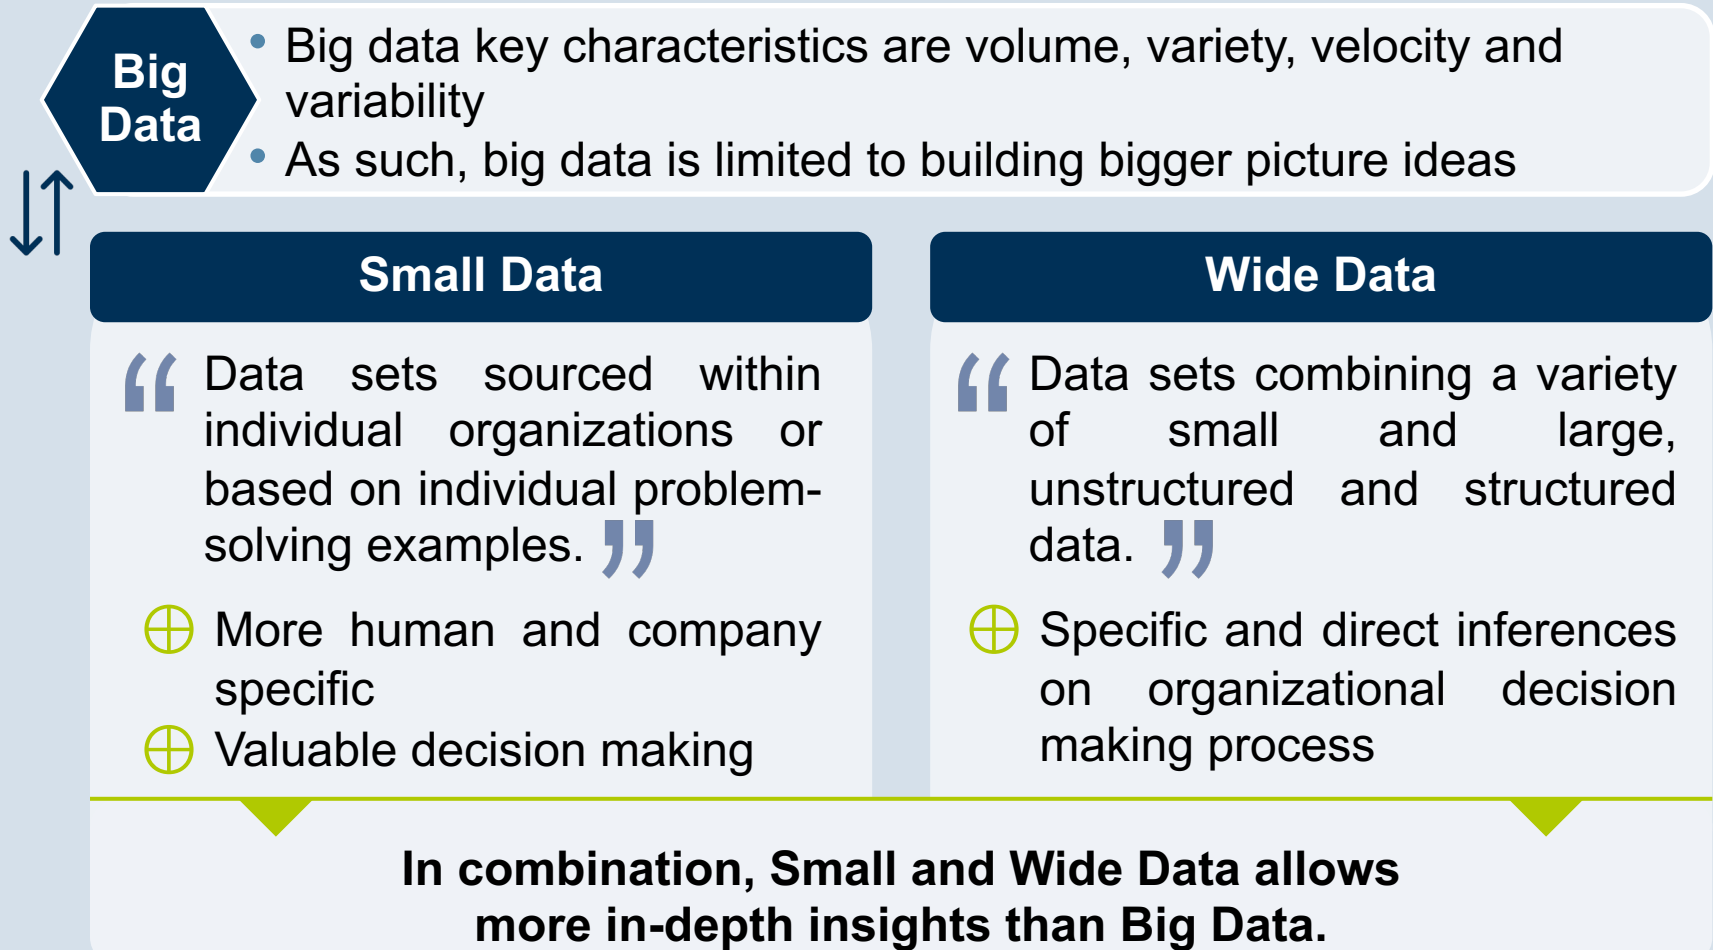 Big
Data
• Big data key characteristics are volume, variety, velocity and
variability
• As such, big data is limited to building bigger picture ideas
Small Data
“ Data sets sourced within
individual organizations or
based on individual problem-
solving examples. ”
More human and company
specific
Valuable decision making
Wide Data
“ Data sets combining a variety
of small and large,
unstructured and structured
data. ”
Specific and direct inferences
on organizational decision
making process
In combination, Small and Wide Data allows
more in-depth insights than Big Data.